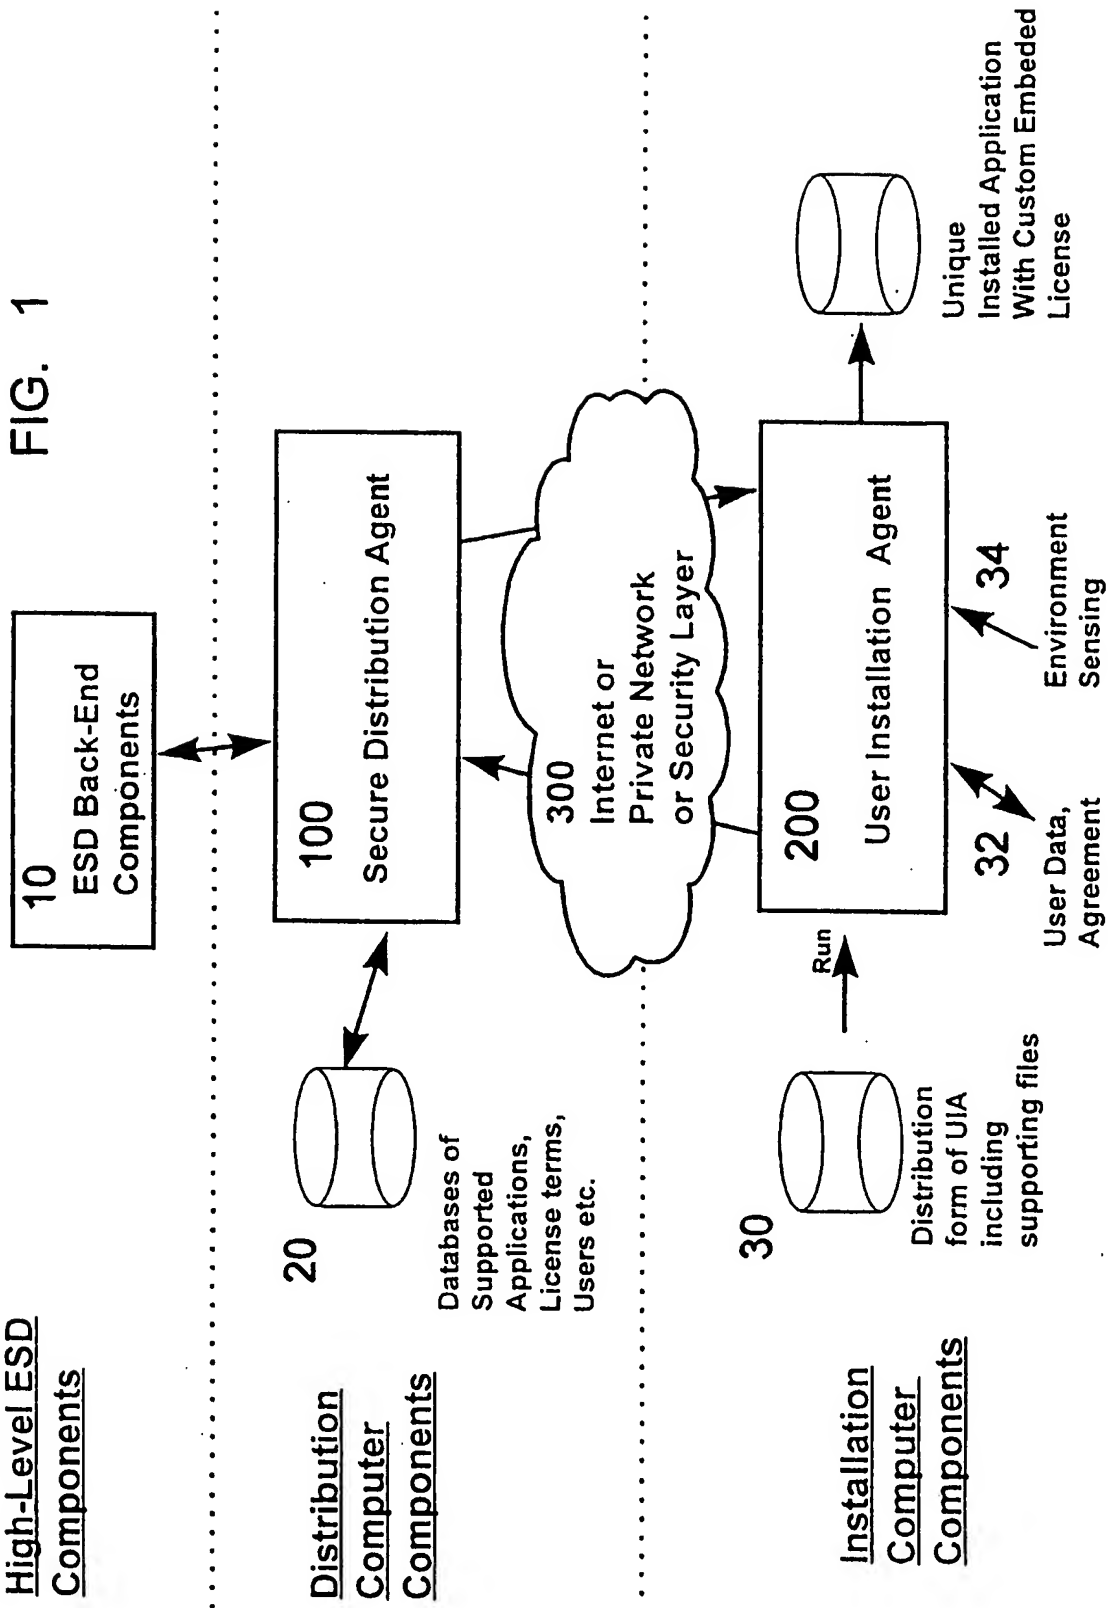 FIG. 1
High-Level ESD
Components
10
ESD Back-End
Components
Distribution
Computer
Components
20
Databases of
Supported
Applications,
License terms,
Users etc.
100
Secure Distribution Agent
300
Internet or
Private Network
or Security Layer
Installation
Computer
Components
30
Distribution
form of UIA
including
supporting files
Run
200
User Installation Agent
32
User Data,
Agreement
34
Environment
Sensing
Unique
Installed Application
With Custom Embeded
License